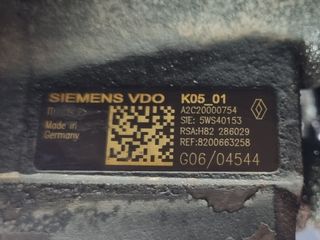 SIEMENS VDO K05_01
A2C20000754
SIE: 5WS40153
Made in
Germany
RSA:H82 286029
REF:8200663258
G06/04544